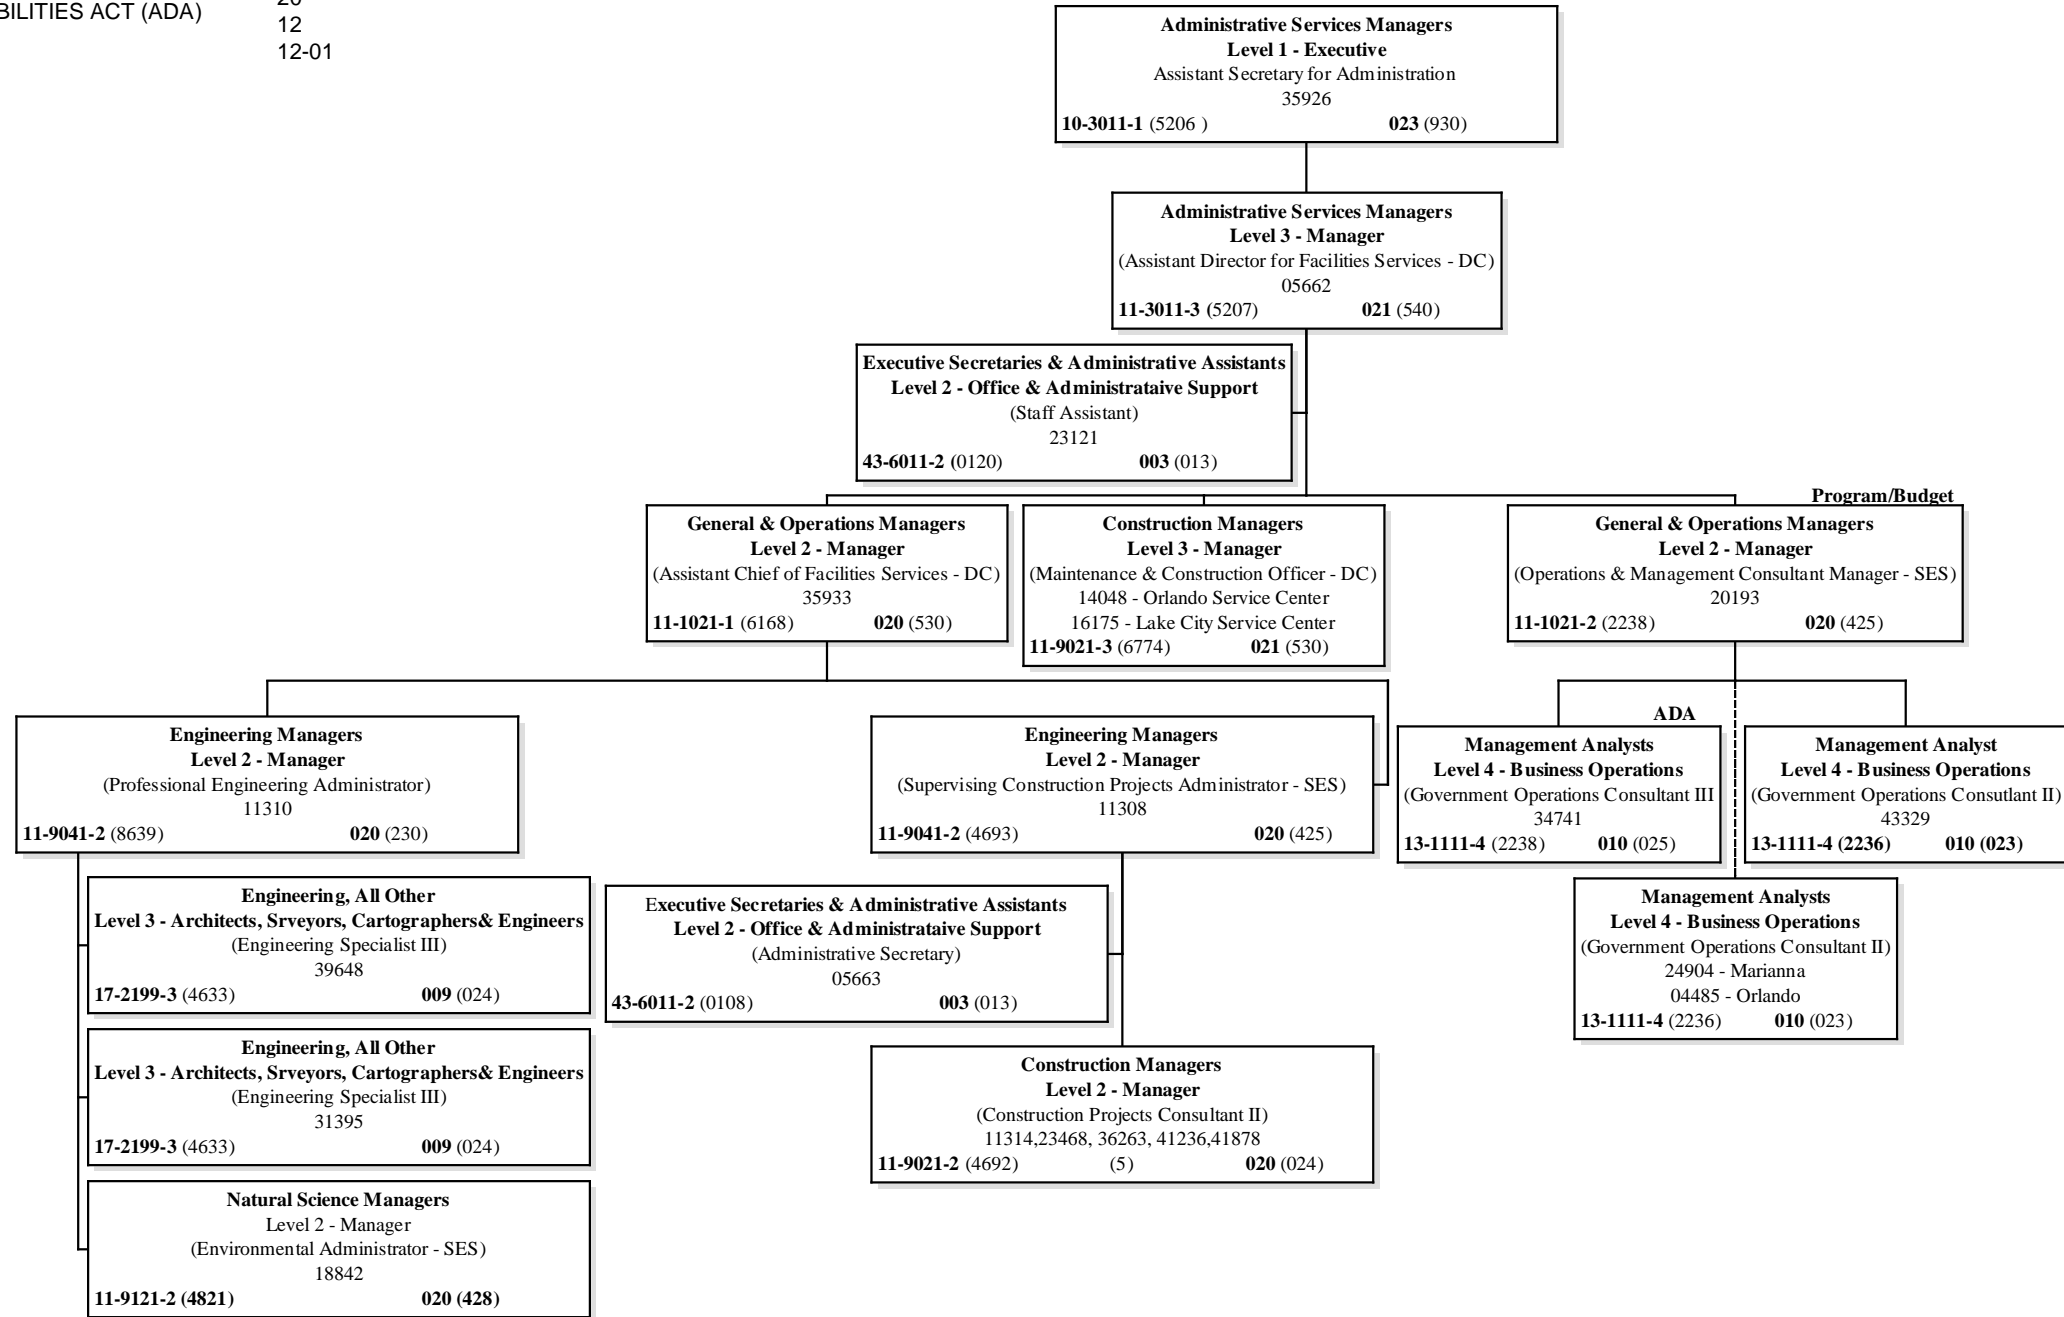 BILITIES ACT (ADA)
12
12-01
Administrative Services Managers
Level 1 - Executive
Assistant Secretary for Administration
35926
10-3011-1 (5206 ) 023 (930)
Administrative Services Managers
Level 3 - Manager
(Assistant Director for Facilities Services - DC)
05662
11-3011-3 (5207) 021 (540)
Executive Secretaries & Administrative Assistants
Level 2 - Office & Administrataive Support
(Staff Assistant)
23121
43-6011-2 (0120) 003 (013)
General & Operations Managers
Level 2 - Manager
(Assistant Chief of Facilities Services - DC)
35933
11-1021-1 (6168) 020 (530)
Construction Managers
Level 3 - Manager
(Maintenance & Construction Officer - DC)
14048 - Orlando Service Center
16175 - Lake City Service Center
11-9021-3 (6774) 021 (530)
Program/Budget
General & Operations Managers
Level 2 - Manager
(Operations & Management Consultant Manager - SES)
20193
11-1021-2 (2238) 020 (425)
Engineering Managers
Level 2 - Manager
(Professional Engineering Administrator)
11310
11-9041-2 (8639) 020 (230)
Engineering Managers
Level 2 - Manager
(Supervising Construction Projects Administrator - SES)
11308
11-9041-2 (4693) 020 (425)
ADA
Management Analysts
Level 4 - Business Operations
(Government Operations Consultant III
34741
13-1111-4 (2238) 010 (025)
Management Analyst
Level 4 - Business Operations
(Government Operations Consutlant II)
43329
13-1111-4 (2236) 010 (023)
Engineering, All Other
Level 3 - Architects, Srveyors, Cartographers& Engineers
(Engineering Specialist III)
39648
17-2199-3 (4633) 009 (024)
Executive Secretaries & Administrative Assistants
Level 2 - Office & Administrataive Support
(Administrative Secretary)
05663
43-6011-2 (0108) 003 (013)
Management Analysts
Level 4 - Business Operations
(Government Operations Consultant II)
24904 - Marianna
04485 - Orlando
13-1111-4 (2236) 010 (023)
Engineering, All Other
Level 3 - Architects, Srveyors, Cartographers& Engineers
(Engineering Specialist III)
31395
17-2199-3 (4633) 009 (024)
Construction Managers
Level 2 - Manager
(Construction Projects Consultant II)
11314,23468, 36263, 41236,41878
11-9021-2 (4692) (5) 020 (024)
Natural Science Managers
Level 2 - Manager
(Environmental Administrator - SES)
18842
11-9121-2 (4821) 020 (428)